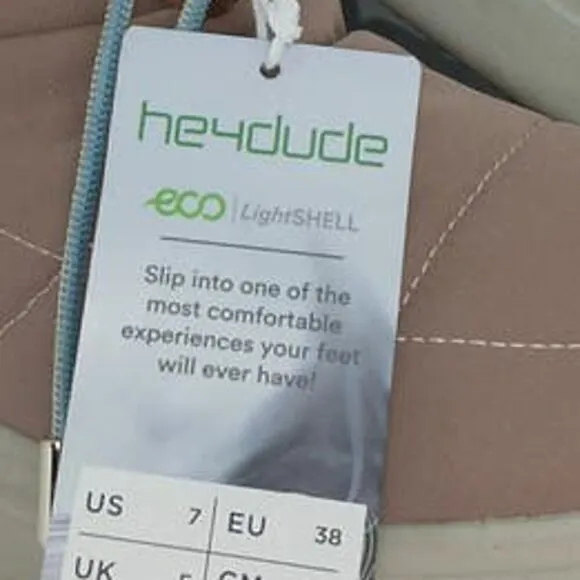 heydude
eco | LightSHELL
Slip into one of the
most comfortable
experiences your feet
will ever have!
US 7 EU 38
UK